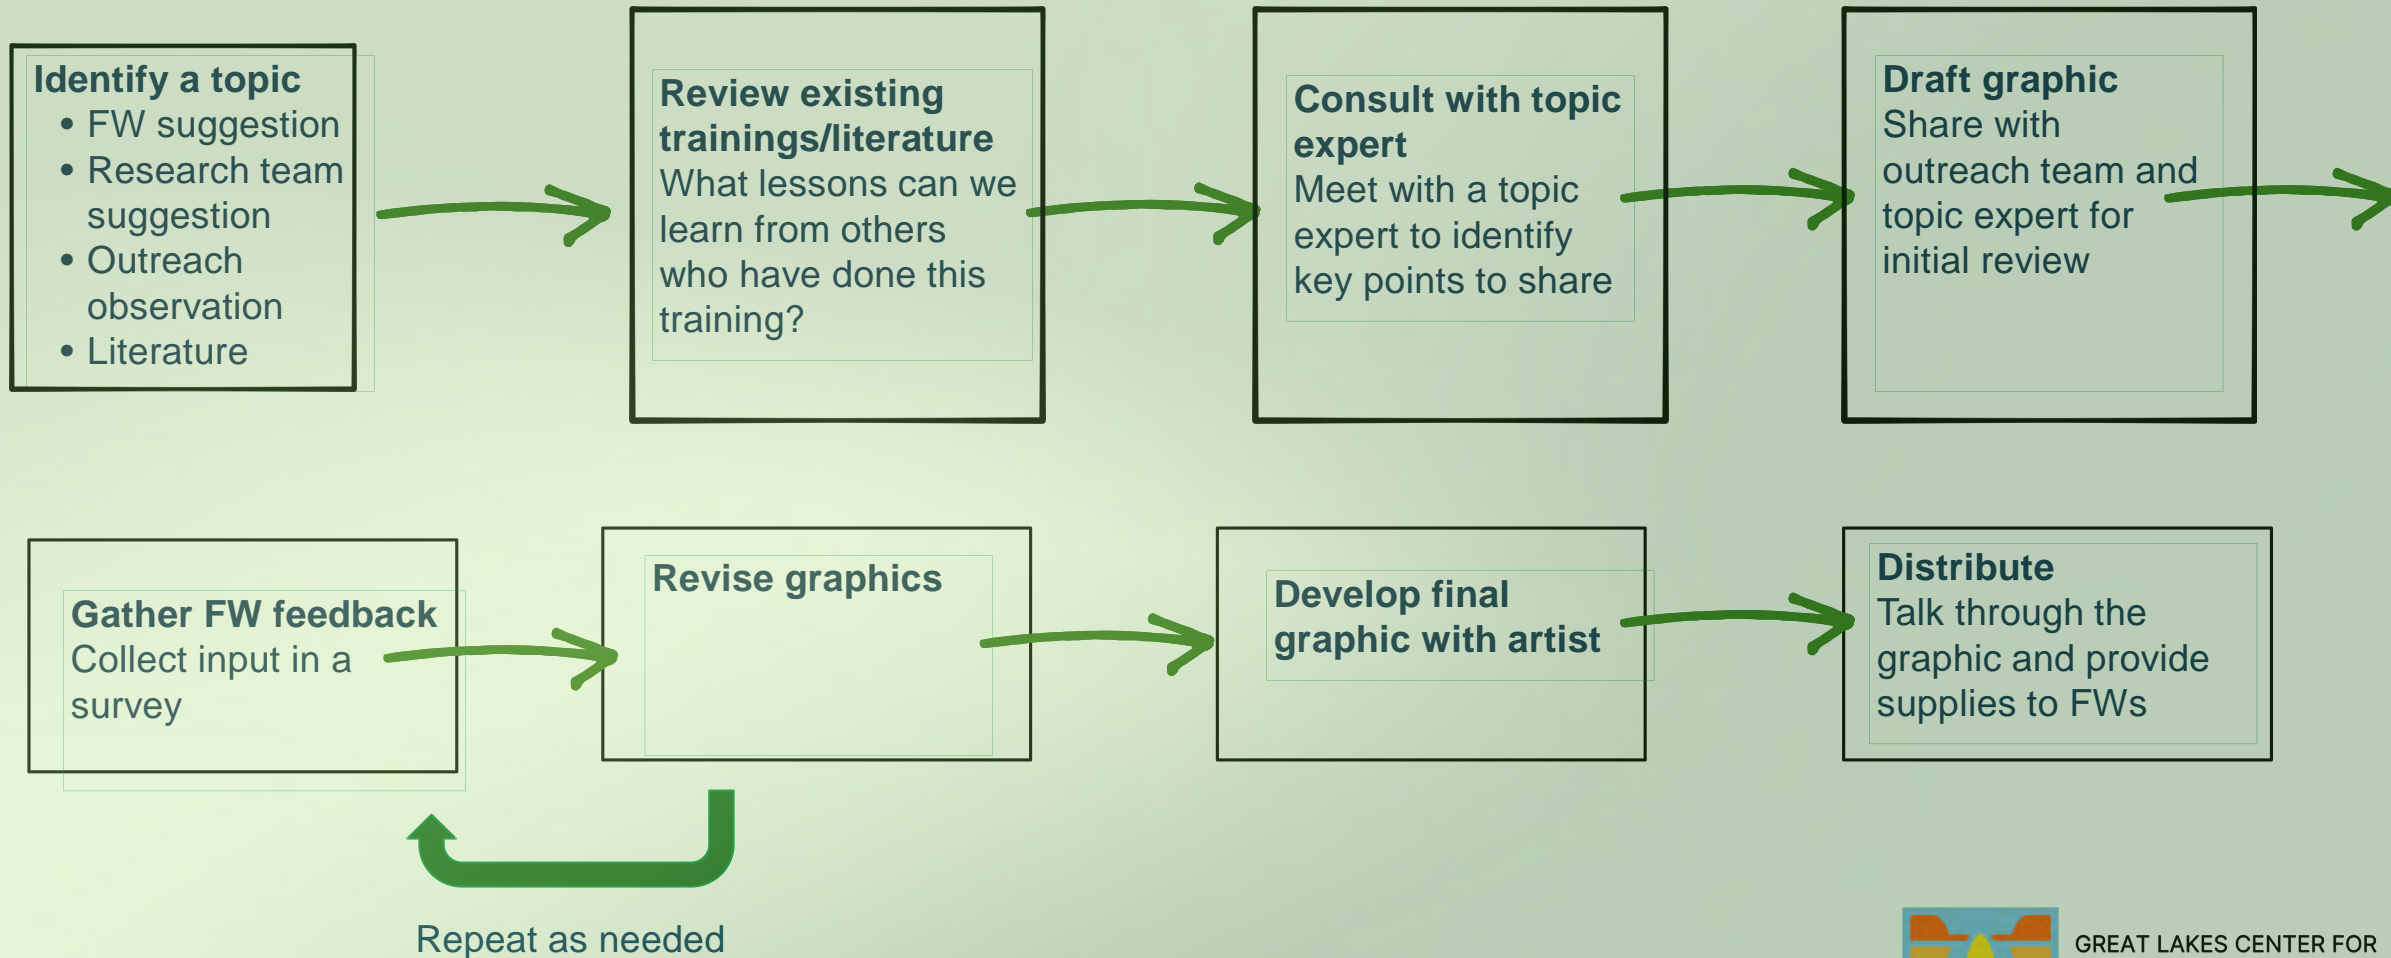 Identify a topic
• FW suggestion
• Research team
suggestion
• Outreach
observation
• Literature
Review existing
trainings/literature
What lessons can we
learn from others
who have done this
training?
Consult with topic
expert
Meet with a topic
expert to identify
key points to share
Draft graphic
Share with
outreach team and
topic expert for
initial review
Gather FW feedback
Collect input in a
survey
Revise graphics
Develop final
graphic with artist
Distribute
Talk through the
graphic and provide
supplies to FWs
Repeat as needed
GREAT LAKES CENTER FOR